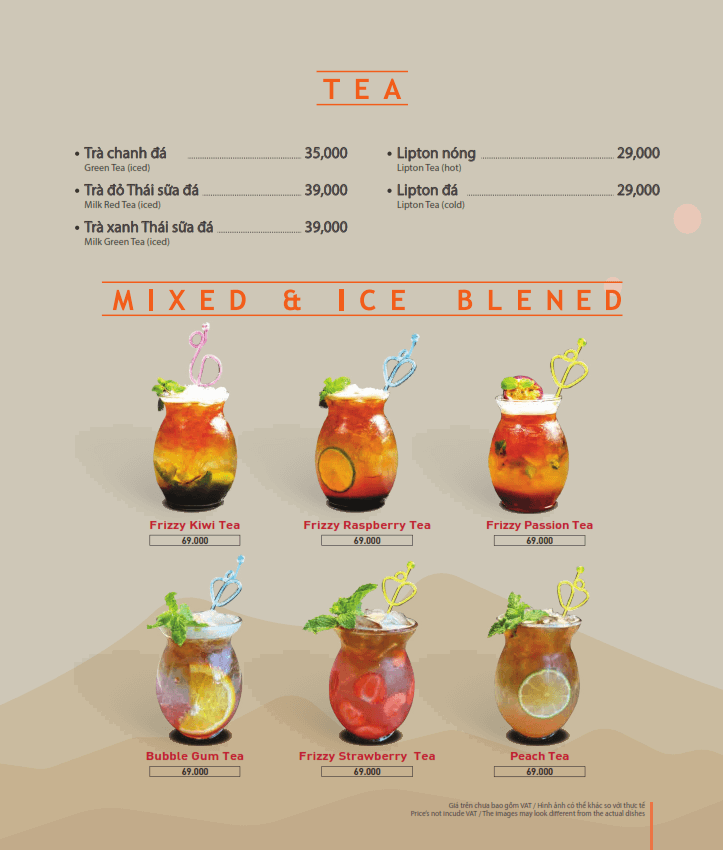 TEA
• Trà chanh đá 35,000
Green Tea (iced)
• Trà đỏ Thái sữa đá 39,000
Milk Red Tea (iced)
• Trà xanh Thái sữa đá 39,000
Milk Green Tea (iced)
• Lipton nóng 29,000
Lipton Tea (hot)
• Lipton đá 29,000
Lipton Tea (cold)
MIXED & ICE BLENED
Frizzy Kiwi Tea
69.000
Frizzy Raspberry Tea
69.000
Frizzy Passion Tea
69.000
Bubble Gum Tea
69.000
Frizzy Strawberry Tea
69.000
Peach Tea
69.000
Giá trên chưa bao gồm VAT / Hình ảnh có thể khác so với thực tế
Price's not incude VAT / The images may look different from the actual dishes